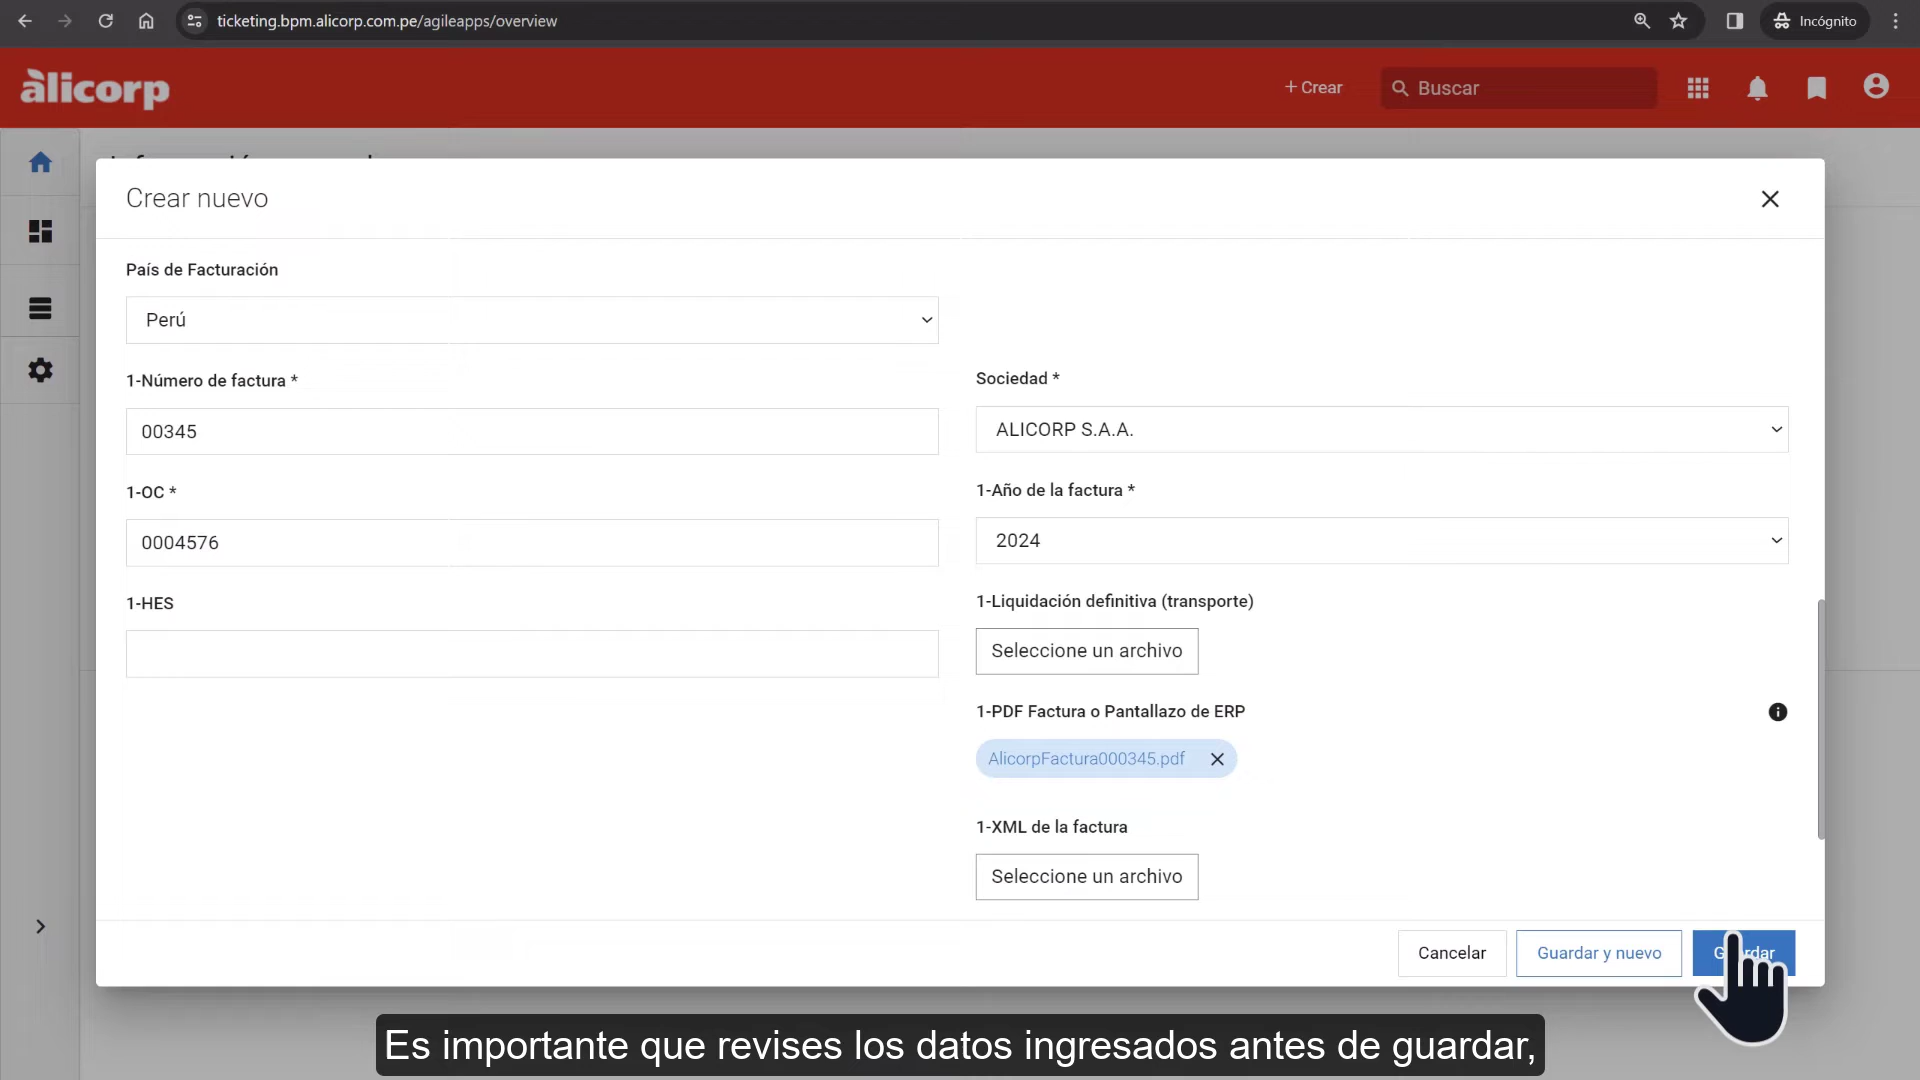 ticketing.bpm.alicorp.com.pe/agileapps/overview
Incógnito
alicorp
+ Crear
Buscar
Crear nuevo
País de Facturación
Perú
1-Número de factura *
00345
Sociedad *
ALICORP S.A.A.
1-OC *
0004576
1-Año de la factura *
2024
1-HES
1-Liquidación definitiva (transporte)
Seleccione un archivo
1-PDF Factura o Pantallazo de ERP
AlicorpFactura000345.pdf
1-XML de la factura
Seleccione un archivo
Cancelar
Guardar y nuevo
Es importante que revises los datos ingresados antes de guardar,